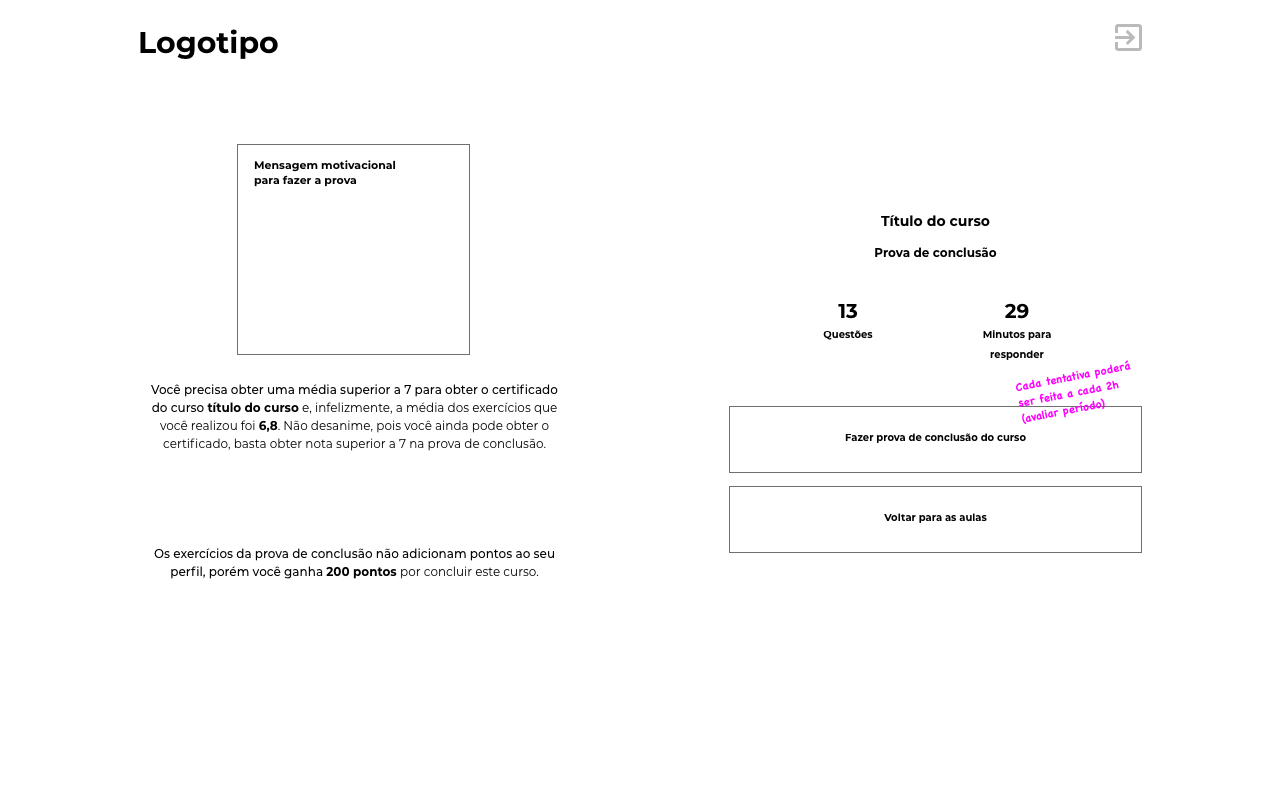 Logotipo
Mensagem motivacional
para fazer a prova
Você precisa obter uma média superior a 7 para obter o certificado
do curso título do curso e, infelizmente, a média dos exercícios que
você realizou foi 6,8. Não desanime, pois você ainda pode obter o
certificado, basta obter nota superior a 7 na prova de conclusão.
Os exercícios da prova de conclusão não adicionam pontos ao seu
perfil, porém você ganha 200 pontos por concluir este curso.
Título do curso
Prova de conclusão
13
Questões
29
Minutos para
responder
Cada tentativa poderá
ser feita a cada 2h
(avaliar período)
Fazer prova de conclusão do curso
Voltar para as aulas